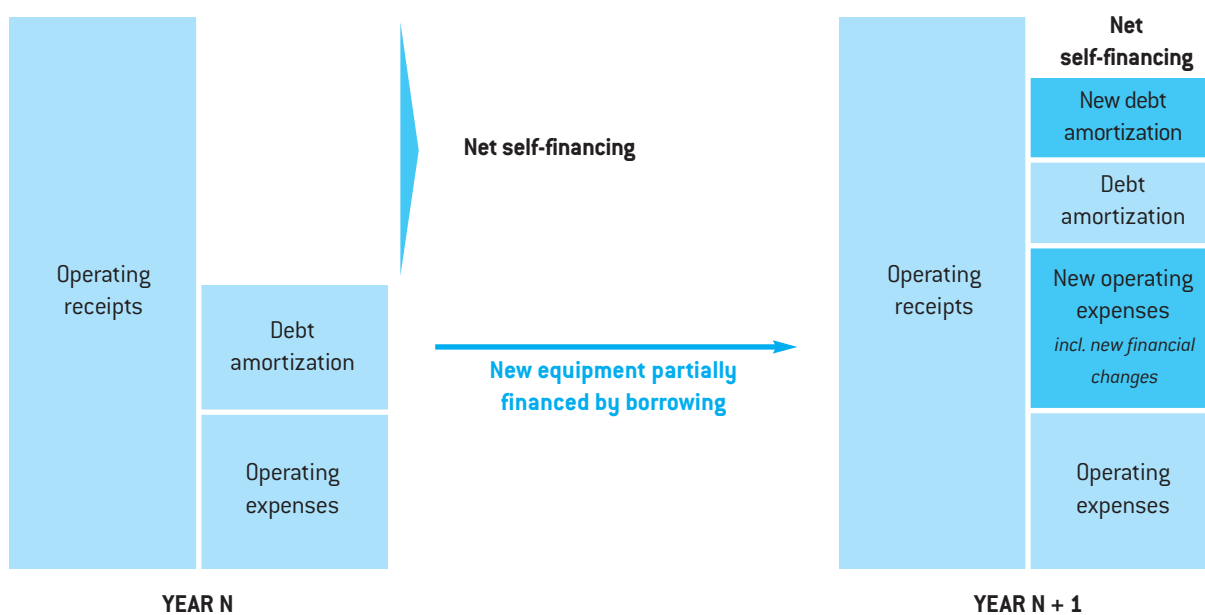 Operating
receipts
Debt
amortization
Operating
expenses
YEAR N
Net self-financing
New equipment partially
financed by borrowing
Operating
receipts
Net
self-financing
New debt
amortization
Debt
amortization
New operating
expenses
incl. new financial
changes
Operating
expenses
YEAR N + 1